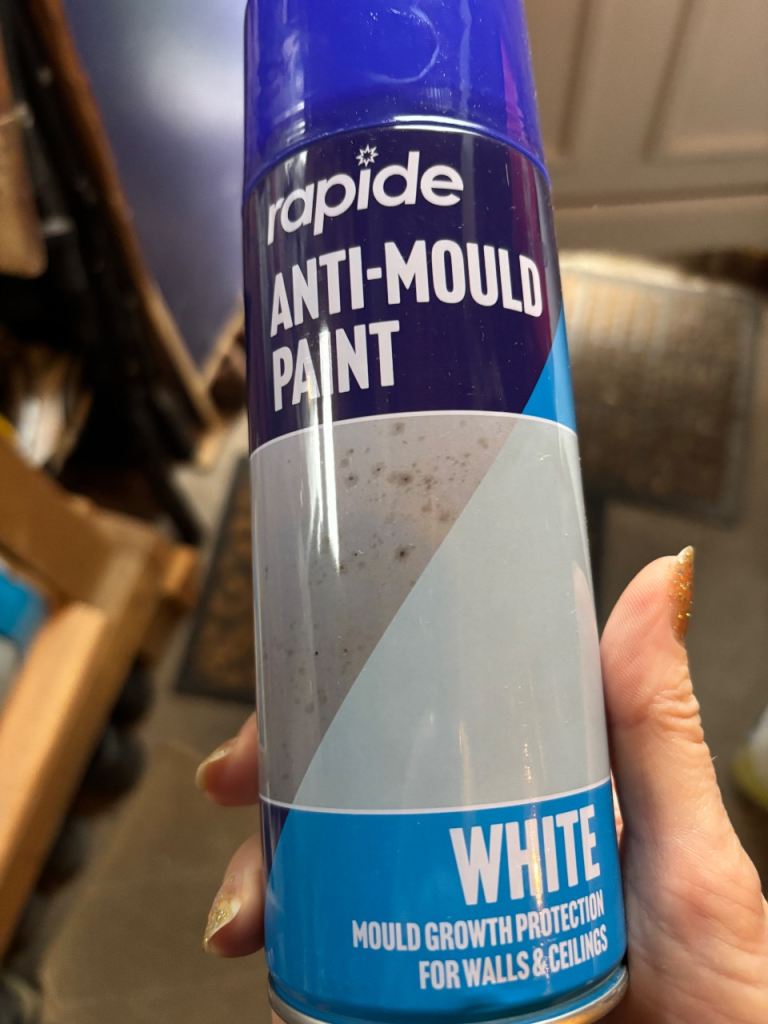 rapide
ANTI-MOULD
PAINT
WHITE
MOULD GROWTH PROTECTION
FOR WALLS & CEILINGS